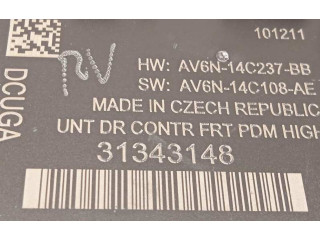 101211
RV
HW: AV6N-14C237-BB
SW: AV6N-14C108-AE
DCUGA
MADE IN CZECH REPUBLIC
UNT DR CONTR FRT PDM HIGH
31343148